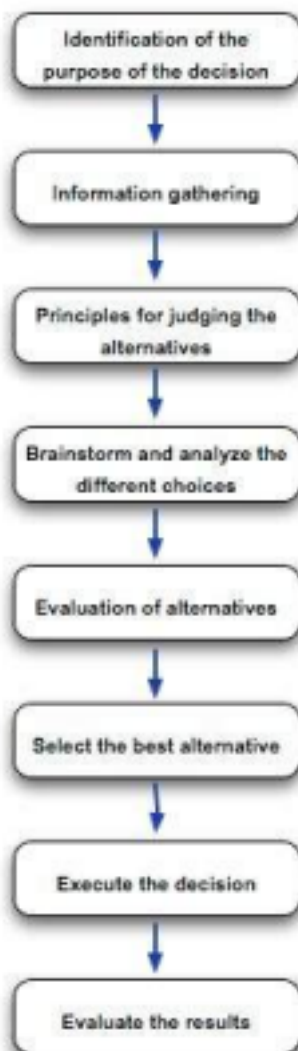 Identification of the
purpose of the decision
Information gathering
Principles for judging the
alternatives
Brainstorm and analyze the
different choices
Evaluation of alternatives
Select the best alternative
Execute the decision
Evaluate the results